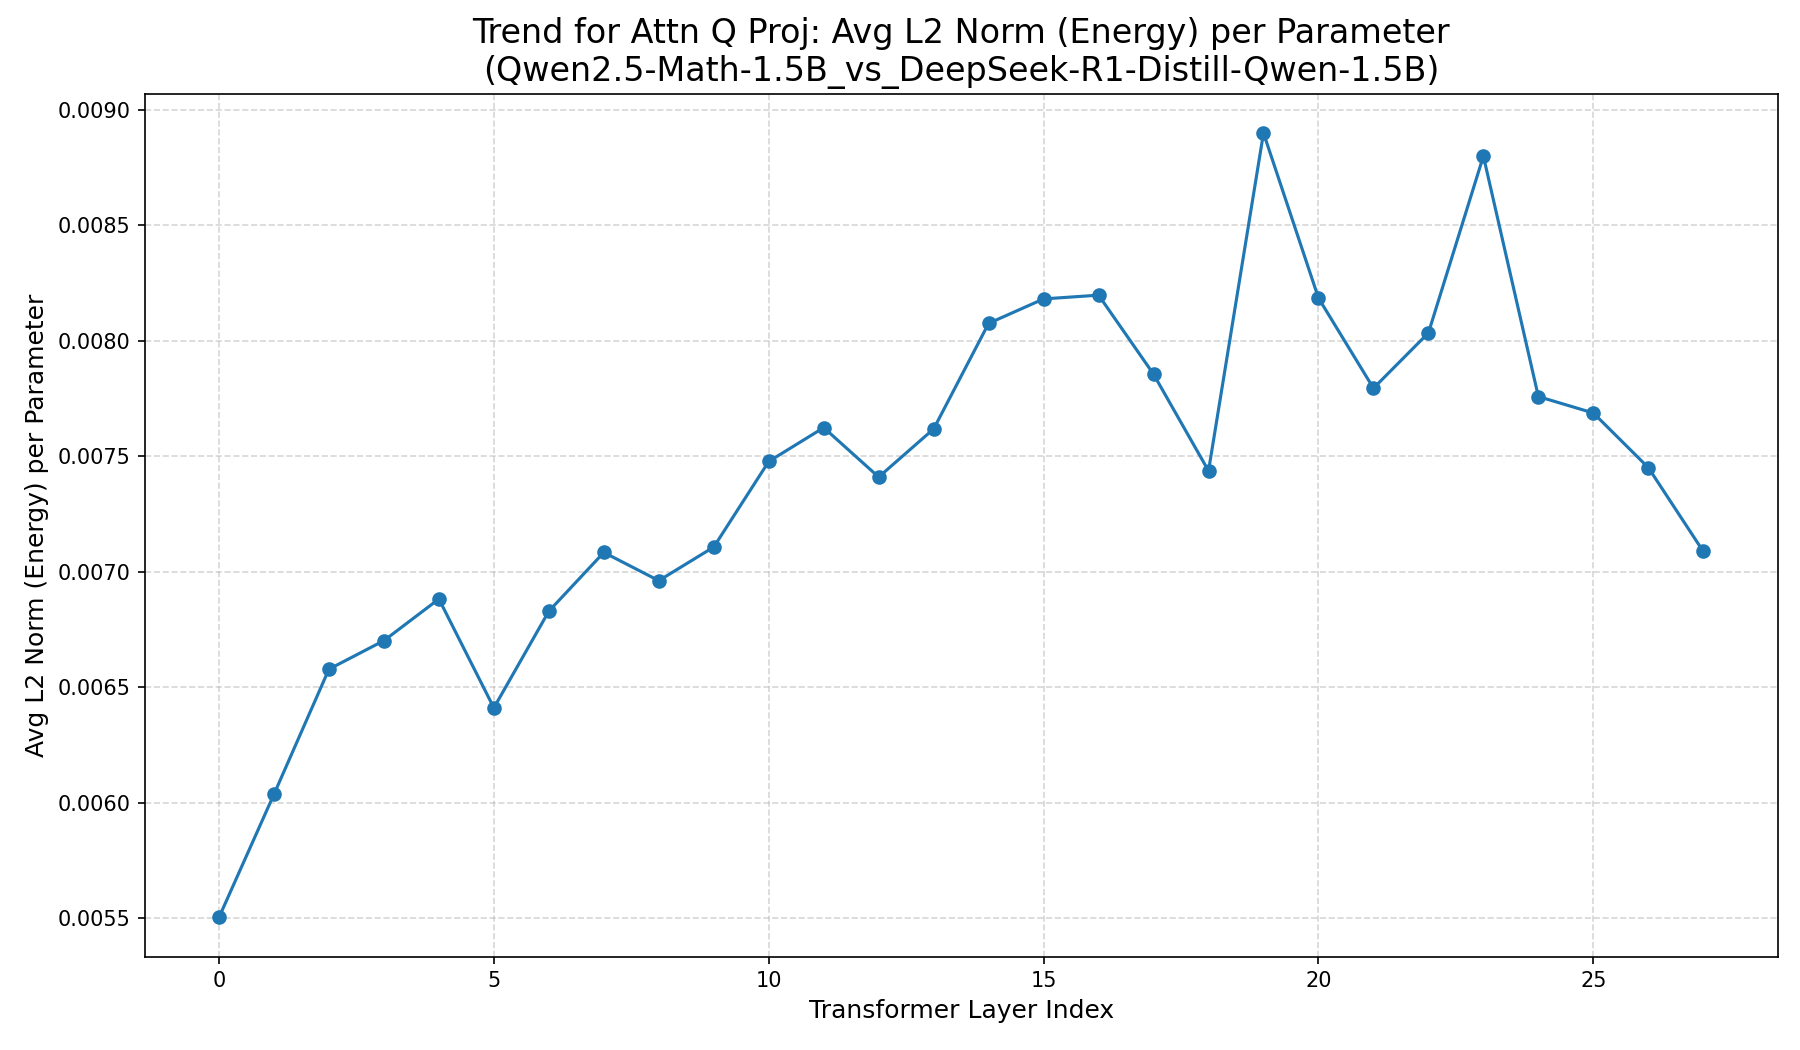 Trend for Attn Q Proj: Avg L2 Norm (Energy) per Parameter
(Qwen2.5-Math-1.5B_vs_DeepSeek-R1-Distill-Qwen-1.5B)
Avg L2 Norm (Energy) per Parameter
0.0090
0.0085
0.0080
0.0075
0.0070
0.0065
0.0060
0.0055
0 5 10 15 20 25
Transformer Layer Index